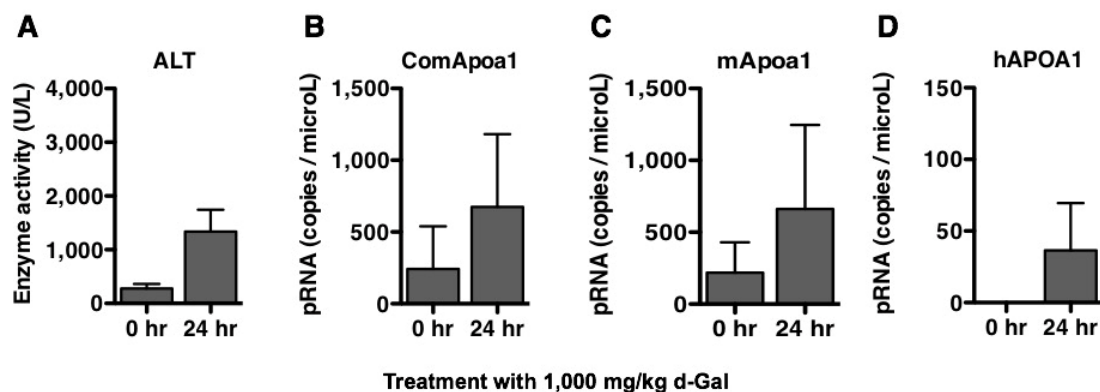 A
ALT
Enzyme activity (U/L)
4,000
3,000
2,000
1,000
0
0 hr 24 hr
B
ComApoa1
pRNA (copies / microL)
1,500
1,000
500
0
0 hr 24 hr
C
mApoa1
pRNA (copies / microL)
1,500
1,000
500
0
0 hr 24 hr
D
hAPOA1
pRNA (copies / microL)
150
100
50
0
0 hr 24 hr
Treatment with 1,000 mg/kg d-Gal